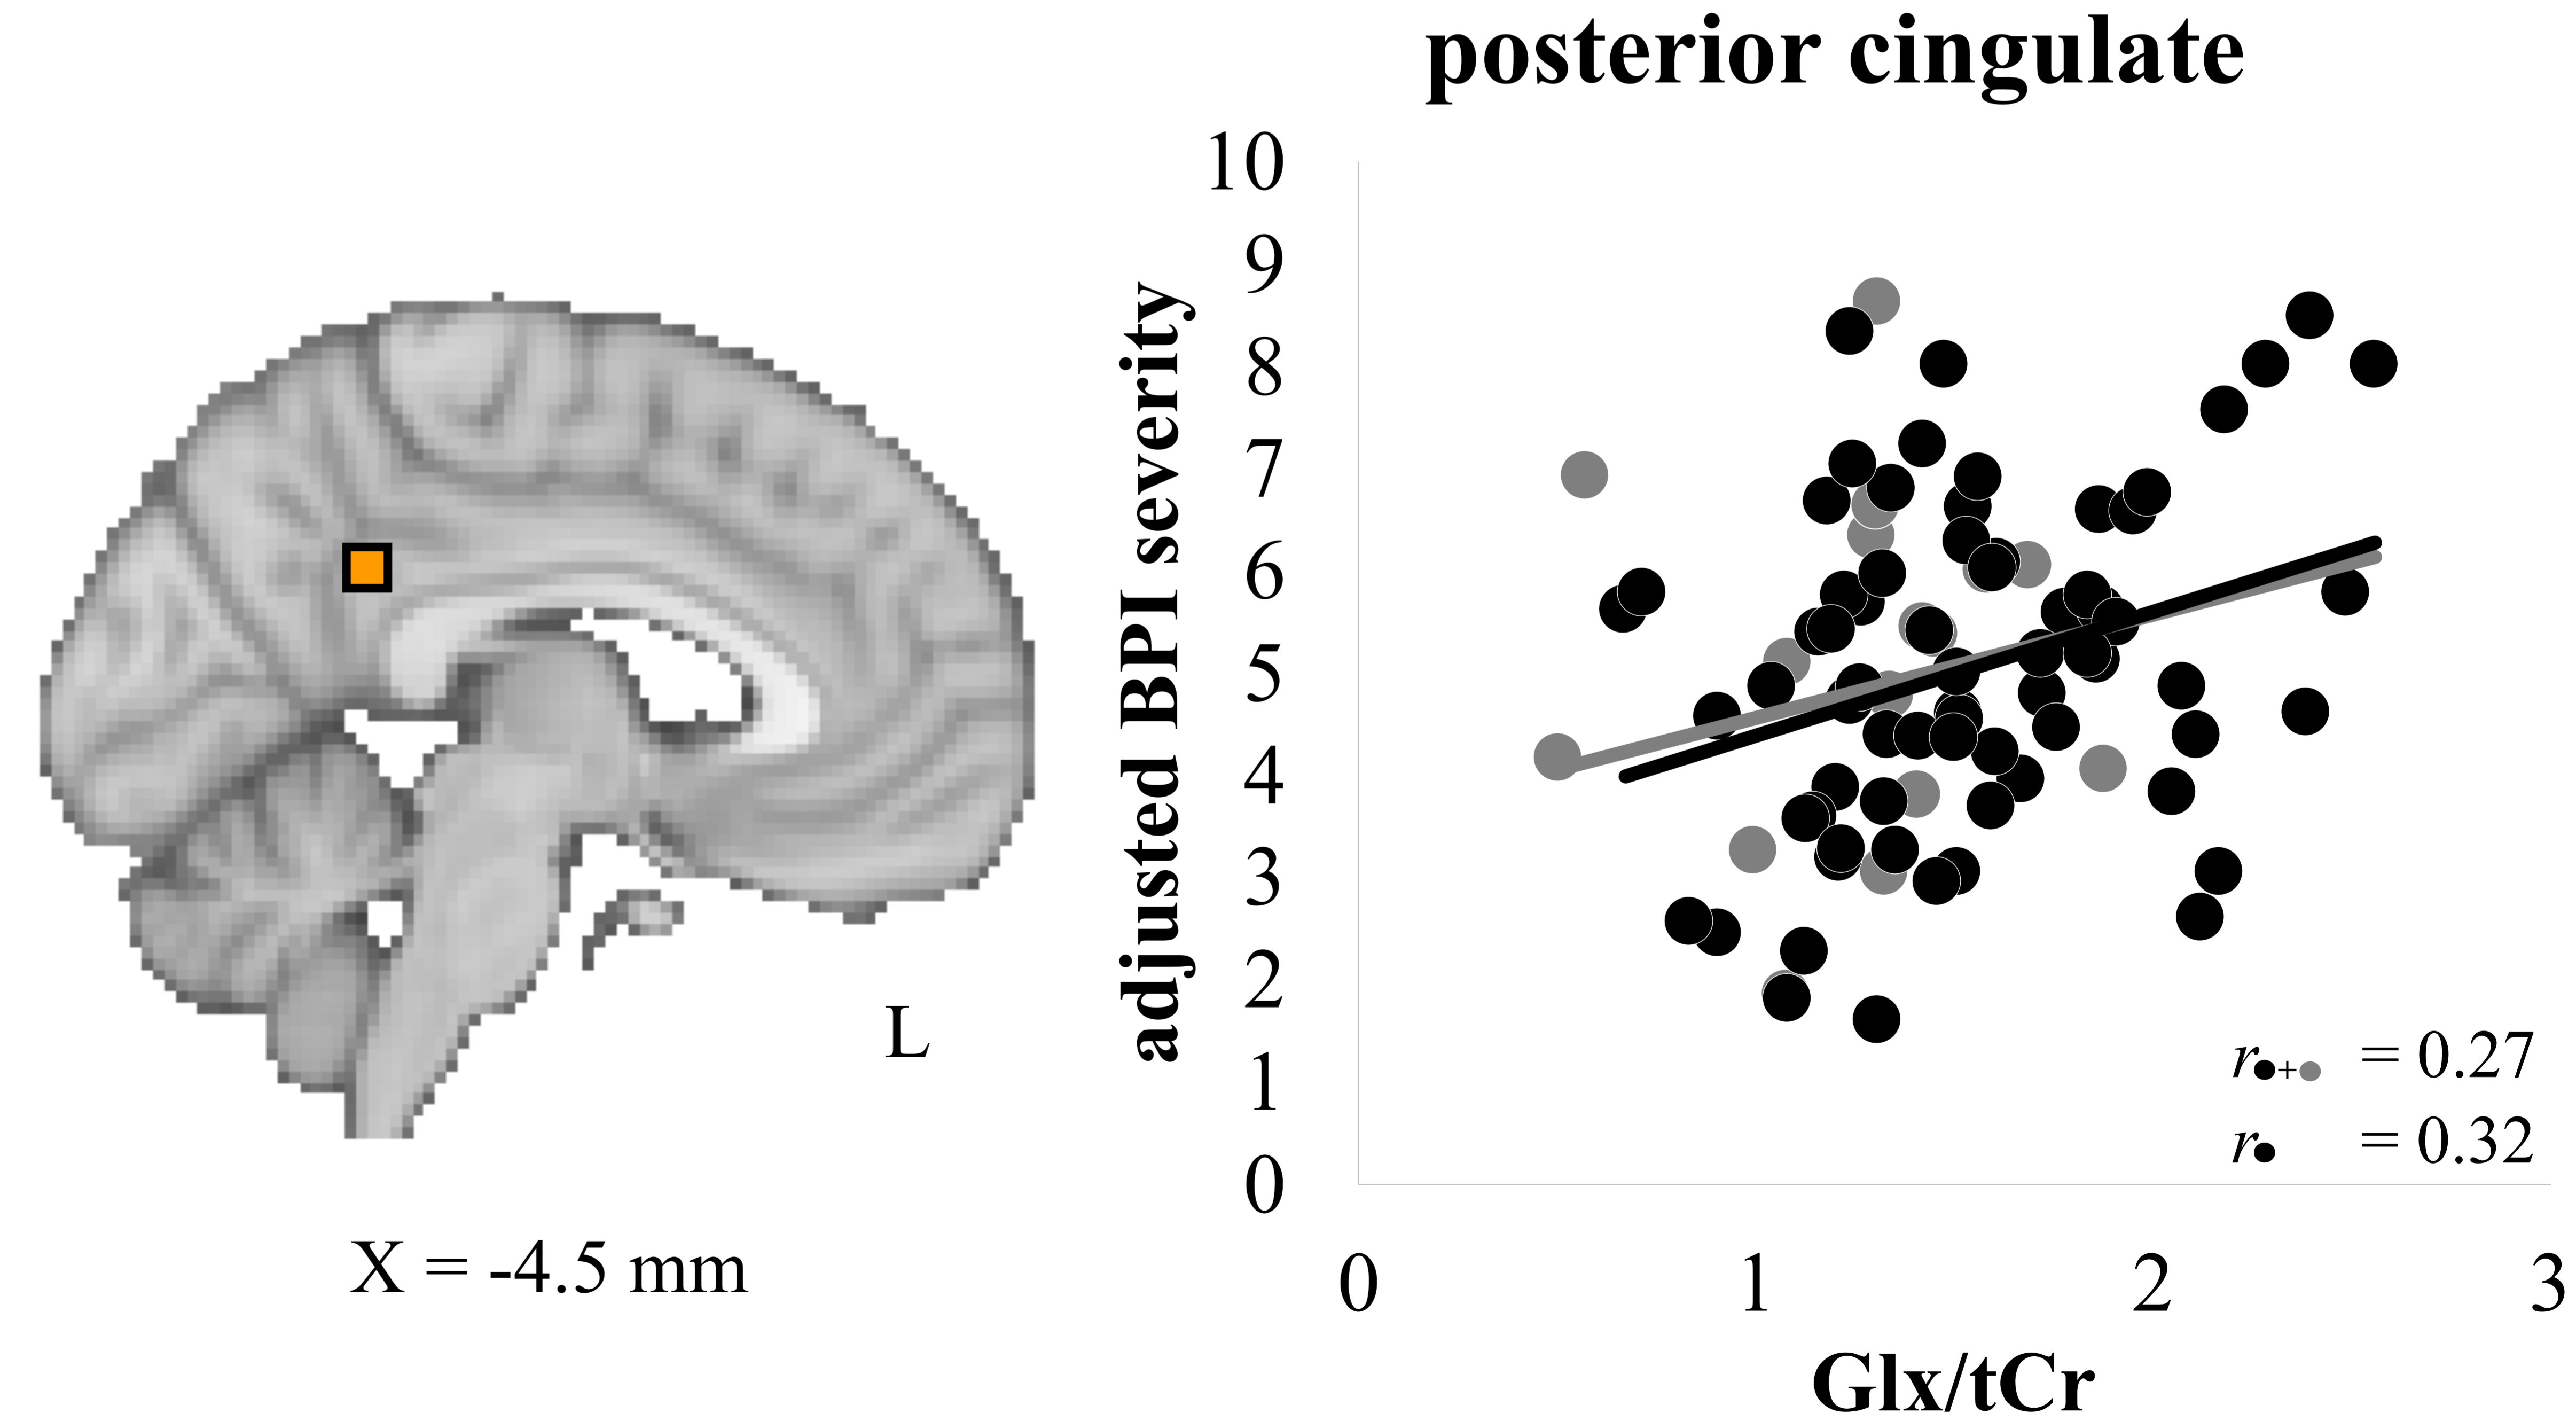 posterior cingulate
adjusted BPI severity
10
9
8
7
6
5
4
3
2
1
0
L
r●+● = 0.27
r● = 0.32
X = -4.5 mm
0 1 2 3
Glx/tCr